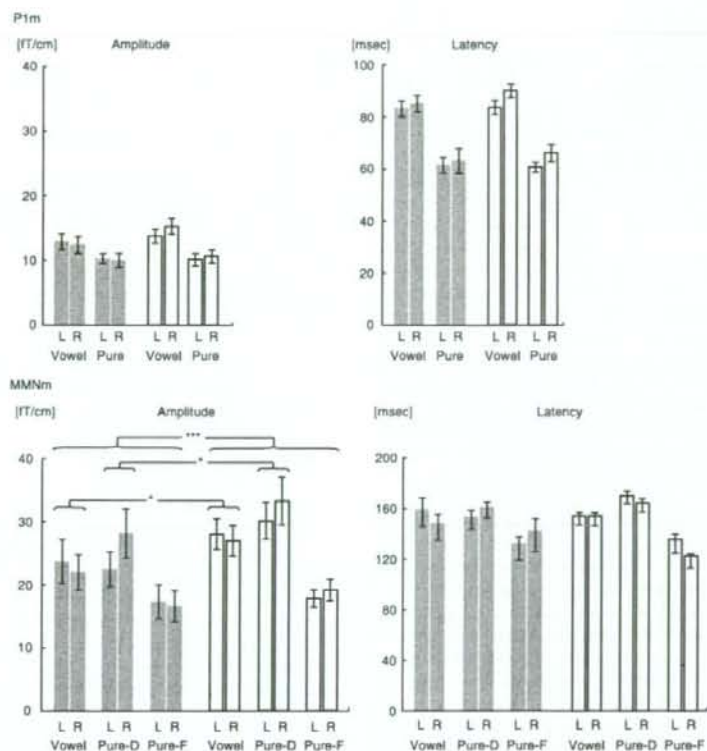 P1m
[fT/cm] Amplitude
40
30
20
10
0
L R L R L R L R
Vowel Pure Vowel Pure
[msec] Latency
100
80
60
40
20
0
L R L R L R L R
Vowel Pure Vowel Pure
MMNm
[fT/cm] Amplitude
***
*
*
40
30
20
10
0
L R L R L R L R L R L R
Vowel Pure-D Pure-F Vowel Pure-D Pure-F
[msec] Latency
200
160
120
80
40
0
L R L R L R L R L R L R
Vowel Pure-D Pure-F Vowel Pure-D Pure-F